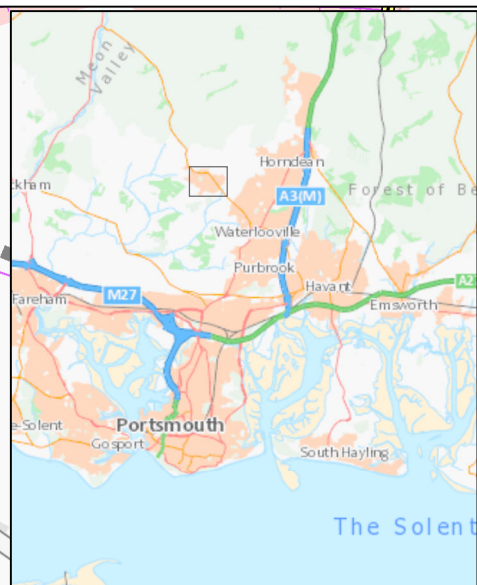 Meon
Valley
Horndean
ckham
A3(M)
Forest of Be
Waterlooville
Purbrook
Havant
M27
A2
Fareham
Emsworth
e-Solent
Portsmouth
Gosport
South Hayling
The Solent